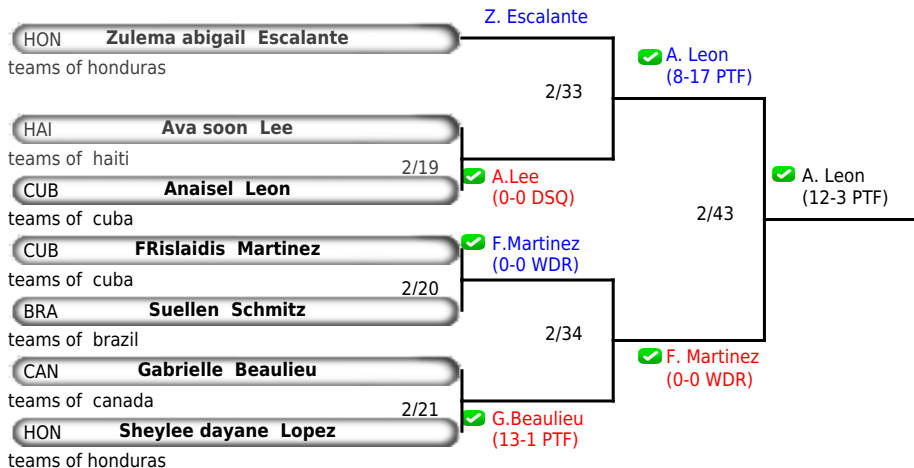 Z. Escalante
HON Zulema abigail Escalante
teams of honduras
A. Leon
(8-17 PTF)
2/33
HAI Ava soon Lee
teams of haiti
2/19
A.Lee
(0-0 DSQ)
CUB Anaisel Leon
teams of cuba
A. Leon
(12-3 PTF)
2/43
CUB FRislaidis Martinez
teams of cuba
F.Martinez
(0-0 WDR)
2/20
BRA Suellen Schmitz
teams of brazil
2/34
F. Martinez
(0-0 WDR)
CAN Gabrielle Beaulieu
teams of canada
2/21
G.Beaulieu
(13-1 PTF)
HON Sheylee dayane Lopez
teams of honduras